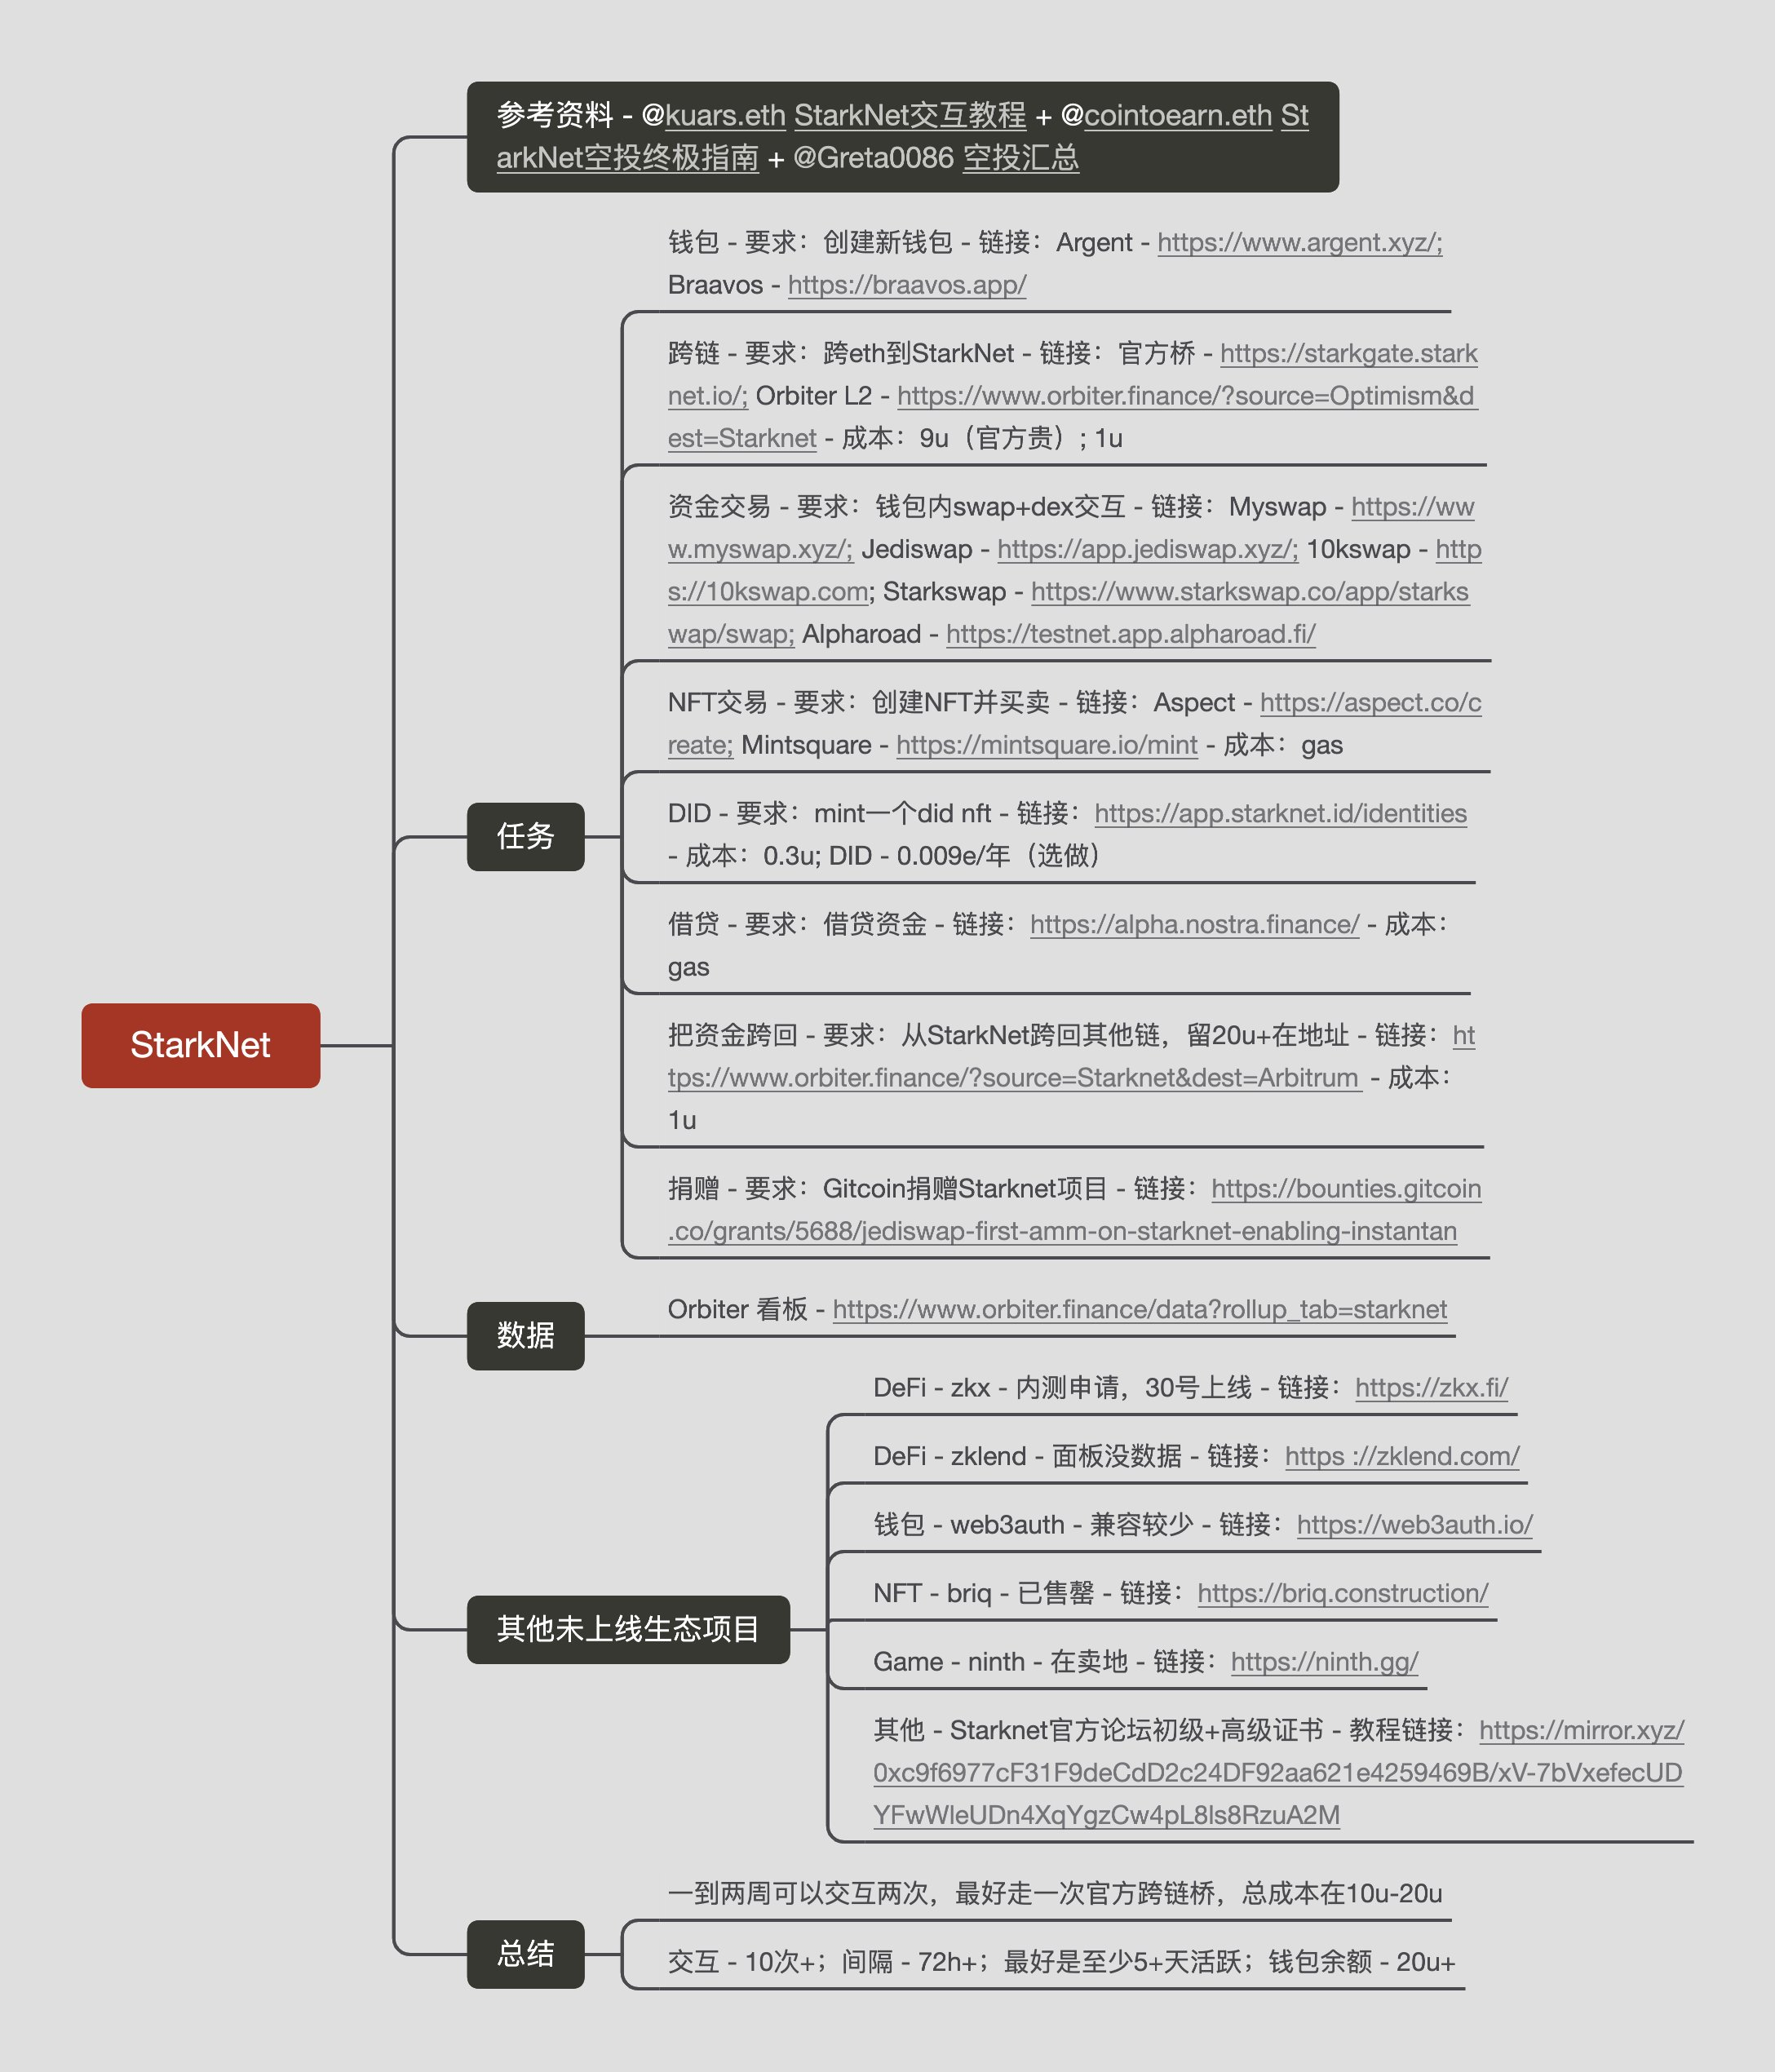 参考资料 - @kuars.eth StarkNet交互教程 + @cointoearn.eth St
arkNet空投终极指南 + @Greta0086 空投汇总
钱包 - 要求：创建新钱包 - 链接：Argent - https://www.argent.xyz/;
Braavos - https://braavos.app/
跨链 - 要求：跨eth到StarkNet - 链接：官方桥 - https://starkgate.stark
net.io/; Orbiter L2 - https://www.orbiter.finance/?source=Optimism&d
est=Starknet - 成本：9u（官方贵）; 1u
资金交易 - 要求：钱包内swap+dex交互 - 链接：Myswap - https://ww
w.myswap.xyz/; Jediswap - https://app.jediswap.xyz/; 10kswap - http
s://10kswap.com; Starkswap - https://www.starkswap.co/app/starks
wap/swap; Alpharoad - https://testnet.app.alpharoad.fi/
NFT交易 - 要求：创建NFT并买卖 - 链接：Aspect - https://aspect.co/c
reate; Mintsquare - https://mintsquare.io/mint - 成本：gas
任务
DID - 要求：mint一个did nft - 链接：https://app.starknet.id/identities
- 成本：0.3u; DID - 0.009e/年（选做）
借贷 - 要求：借贷资金 - 链接：https://alpha.nostra.finance/ - 成本：
gas
StarkNet
把资金跨回 - 要求：从StarkNet跨回其他链，留20u+在地址 - 链接：ht
tps://www.orbiter.finance/?source=Starknet&dest=Arbitrum - 成本：
1u
捐赠 - 要求：Gitcoin捐赠Starknet项目 - 链接：https://bounties.gitcoin
.co/grants/5688/jediswap-first-amm-on-starknet-enabling-instantan
数据
Orbiter 看板 - https://www.orbiter.finance/data?rollup_tab=starknet
DeFi - zkx - 内测申请，30号上线 - 链接：https://zkx.fi/
DeFi - zklend - 面板没数据 - 链接：https ://zklend.com/
钱包 - web3auth - 兼容较少 - 链接：https://web3auth.io/
NFT - briq - 已售罄 - 链接：https://briq.construction/
其他未上线生态项目
Game - ninth - 在卖地 - 链接：https://ninth.gg/
其他 - Starknet官方论坛初级+高级证书 - 教程链接：https://mirror.xyz/
0xc9f6977cF31F9deCdD2c24DF92aa621e4259469B/xV-7bVxefecUD
YFwWleUDn4XqYgzCw4pL8ls8RzuA2M
一到两周可以交互两次，最好走一次官方跨链桥，总成本在10u-20u
总结
交互 - 10次+；间隔 - 72h+；最好是至少5+天活跃；钱包余额 - 20u+